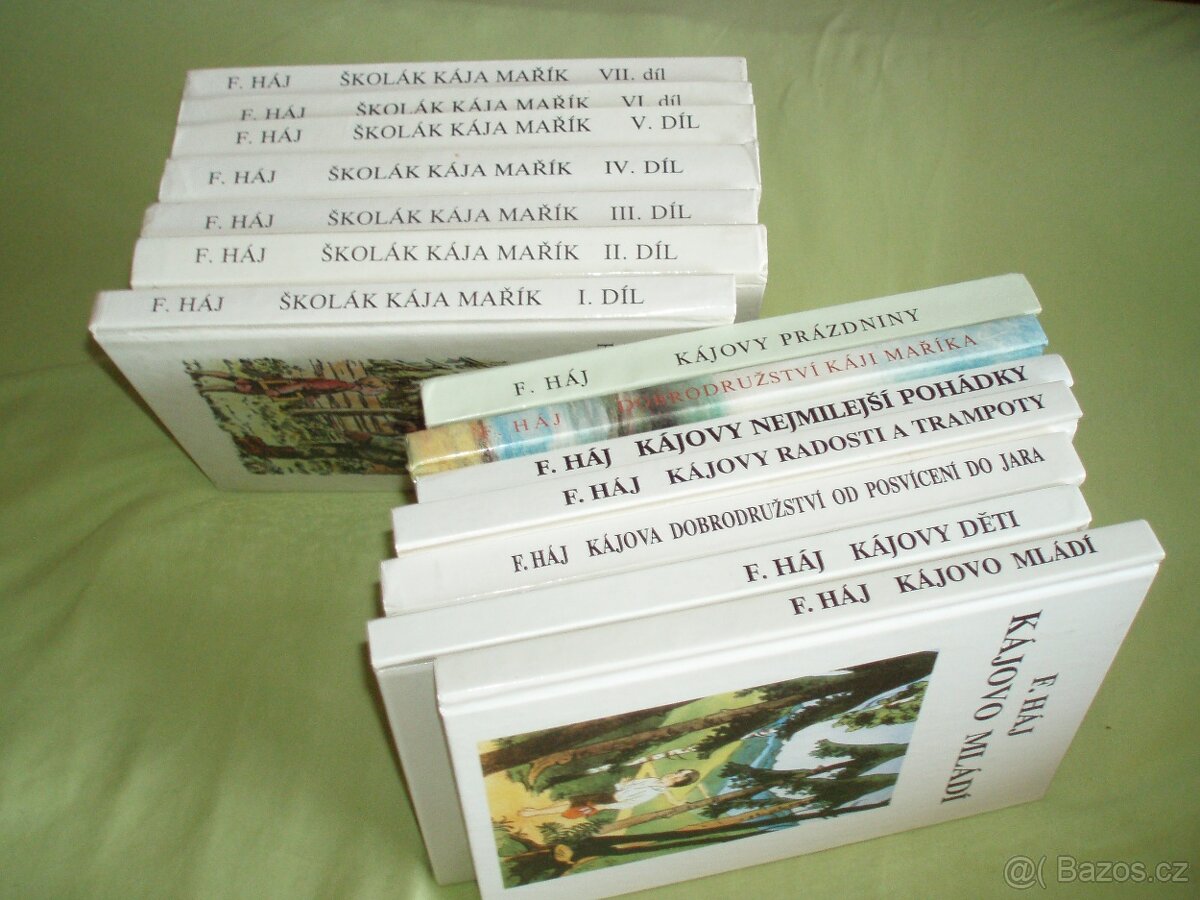 F. HÁJ ŠKOLÁK KÁJA MAŘÍK VII. díl
F. HÁJ ŠKOLÁK KÁJA MAŘÍK VI. díl
F. HÁJ ŠKOLÁK KÁJA MAŘÍK V. DÍL
F. HÁJ ŠKOLÁK KÁJA MAŘÍK IV. DÍL
F. HÁJ ŠKOLÁK KÁJA MAŘÍK III. DÍL
F. HÁJ ŠKOLÁK KÁJA MAŘÍK II. DÍL
F. HÁJ ŠKOLÁK KÁJA MAŘÍK I. DÍL
F. HÁJ KÁJOVY PRÁZDNINY
F. HÁJ DOBRODRUŽSTVÍ KÁJI MAŘÍKA
F. HÁJ KÁJOVY NEJMILEJŠÍ POHÁDKY
F. HÁJ KÁJOVY RADOSTI A TRAMPOTY
F. HÁJ KÁJOVA DOBRODRUŽSTVÍ OD POSVÍCENÍ DO JARA
F. HÁJ KÁJOVY DĚTI
F. HÁJ KÁJOVO MLÁDÍ
F. HÁJ
KÁJOVO MLÁDÍ
Bazos.cz